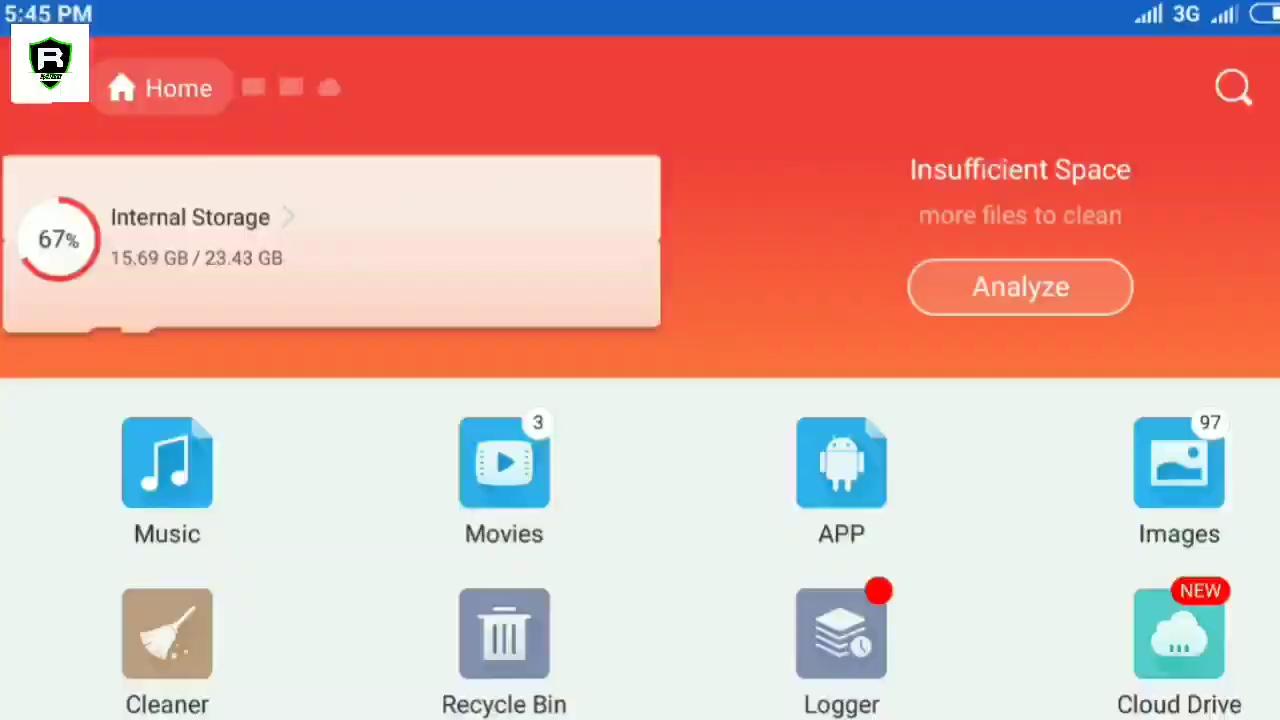 5:45 PM
3G
R
Home
Insufficient Space
more files to clean
Internal Storage
67%
15.69 GB / 23.43 GB
Analyze
3
97
Music
Movies
APP
Images
NEW
Cleaner
Recycle Bin
Logger
Cloud Drive